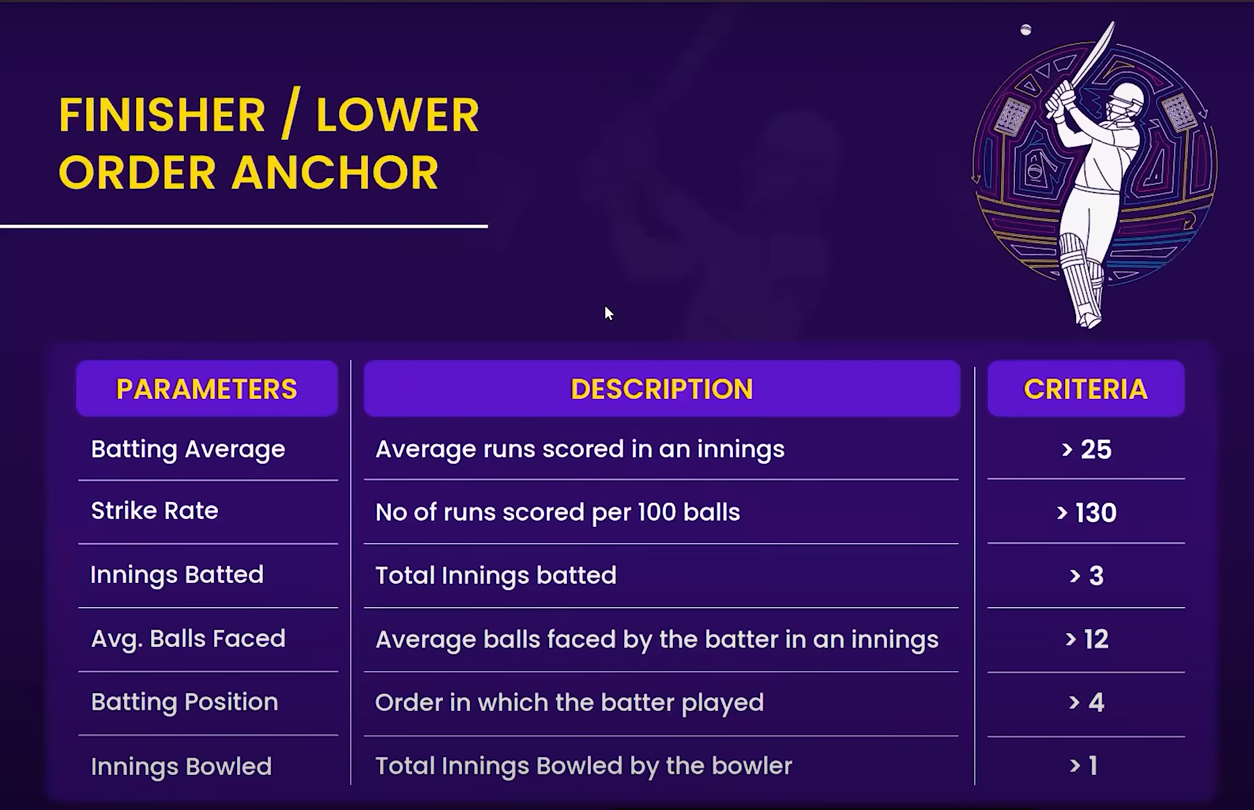 FINISHER / LOWER
ORDER ANCHOR
PARAMETERS DESCRIPTION CRITERIA
Batting Average Average runs scored in an innings > 25
Strike Rate No of runs scored per 100 balls > 130
Innings Batted Total Innings batted > 3
Avg. Balls Faced Average balls faced by the batter in an innings > 12
Batting Position Order in which the batter played > 4
Innings Bowled Total Innings Bowled by the bowler > 1